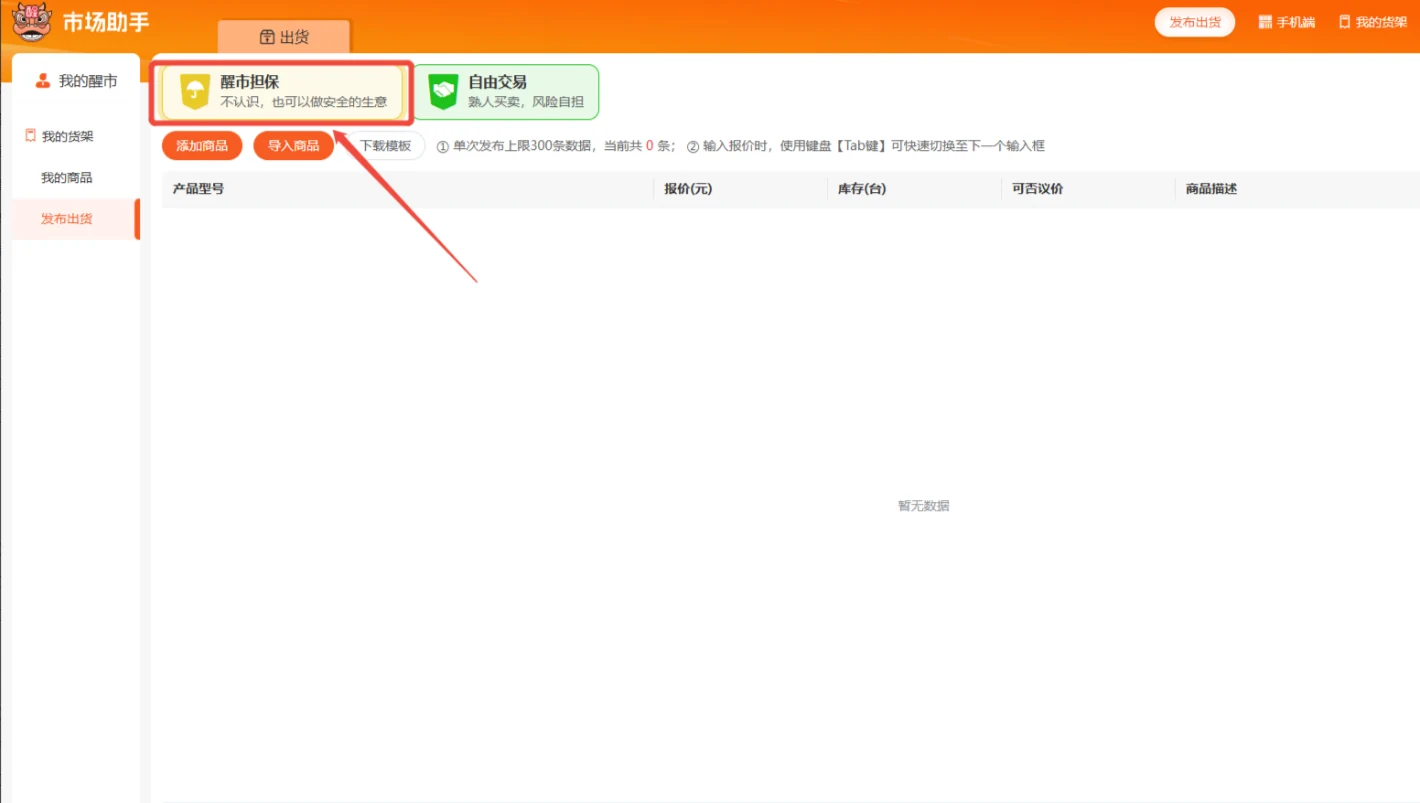 市场助手
出货
发布出货
手机端
我的货架
我的醒市
我的货架
我的商品
发布出货
醒市担保
不认识，也可以做安全的生意
自由交易
熟人买卖，风险自担
添加商品
导入商品
下载模板
① 单次发布上限300条数据，当前共 0 条； ② 输入报价时，使用键盘【Tab键】可快速切换至下一个输入框
产品型号
报价(元)
库存(台)
可否议价
商品描述
暂无数据